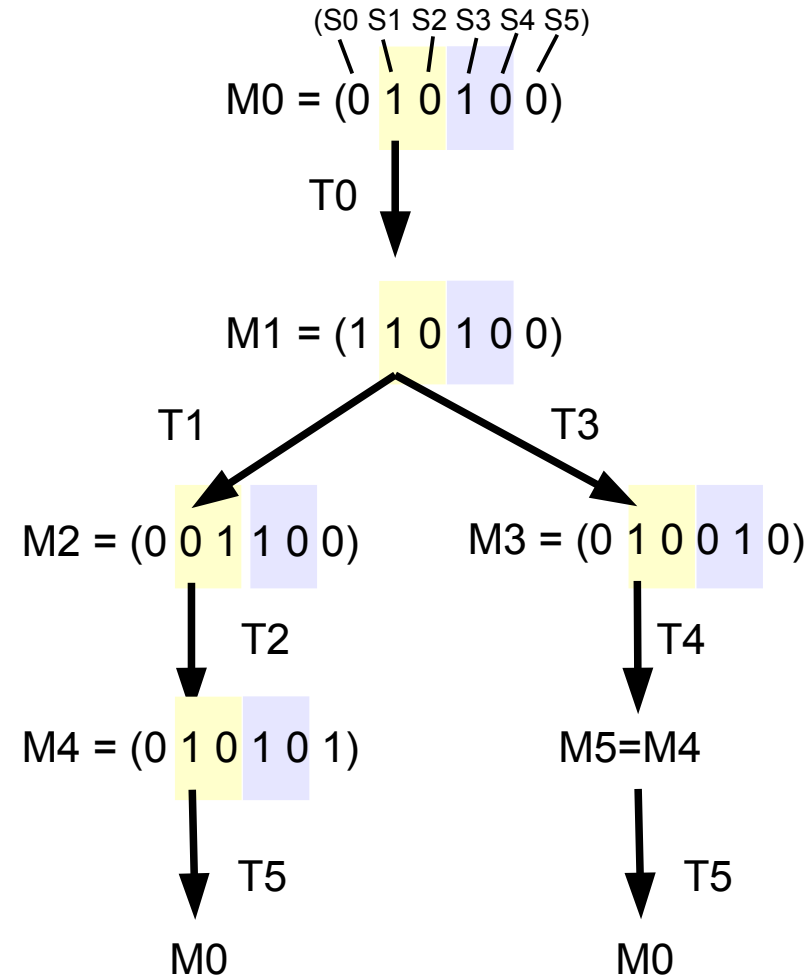 (S0 S1 S2 S3 S4 S5)
M0 = (0 1 0 1 0 0)
T0
M1 = (1 1 0 1 0 0)
T1 T3
M2 = (0 0 1 1 0 0) M3 = (0 1 0 0 1 0)
T2 T4
M4 = (0 1 0 1 0 1) M5=M4
T5 T5
M0 M0